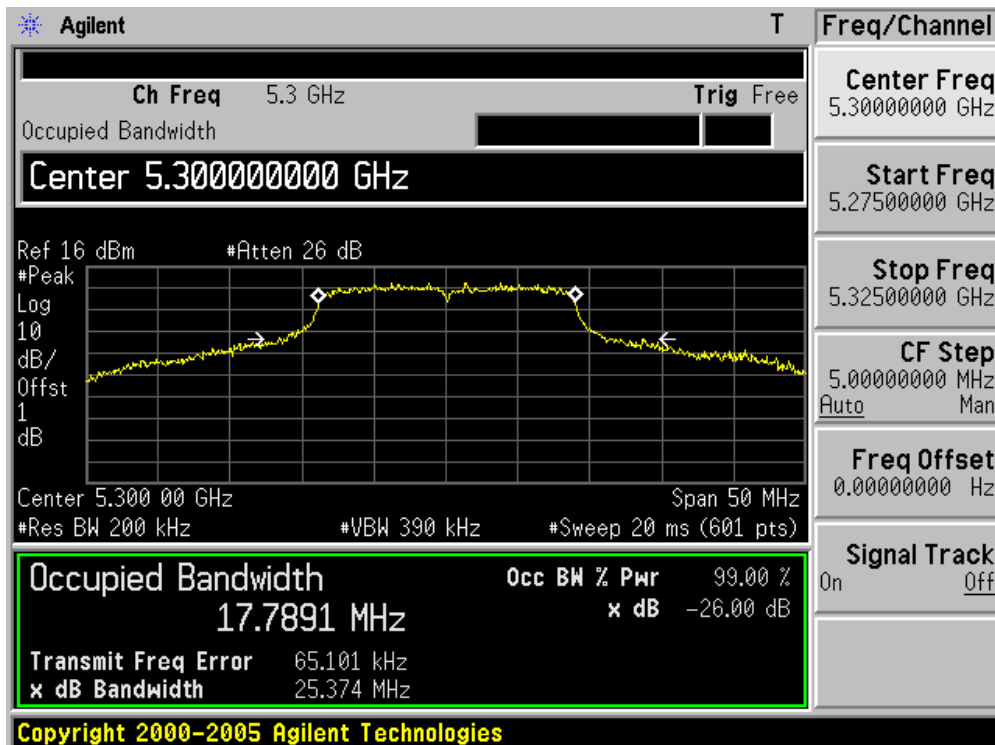 Agilent T
Ch Freq 5.3 GHz Trig Free
Occupied Bandwidth
Center 5.300000000 GHz
Ref 16 dBm #Atten 26 dB
#Peak
Log
10
dB/
Offst
1
dB
Center 5.300 00 GHz Span 50 MHz
#Res BW 200 kHz #VBW 390 kHz #Sweep 20 ms (601 pts)
Occupied Bandwidth
17.7891 MHz
Occ BW % Pwr 99.00 %
x dB -26.00 dB
Transmit Freq Error 65.101 kHz
x dB Bandwidth 25.374 MHz
Copyright 2000-2005 Agilent Technologies
Freq/Channel
Center Freq
5.30000000 GHz
Start Freq
5.27500000 GHz
Stop Freq
5.32500000 GHz
CF Step
5.00000000 MHz
Auto Man
Freq Offset
0.00000000 Hz
Signal Track
On Off